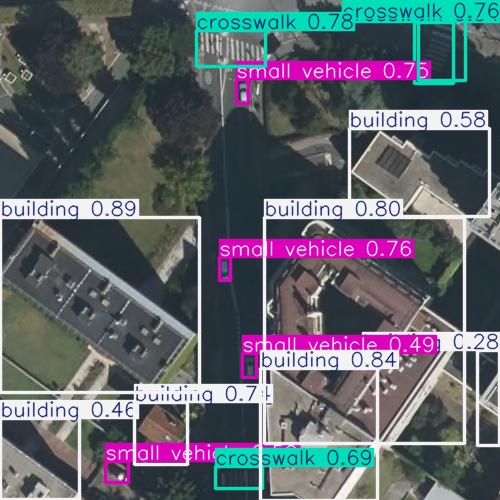 crosswalk 0.78
crosswalk 0.76
small vehicle 0.75
building 0.58
building 0.89
building 0.80
small vehicle 0.76
small vehicle 0.49
0.28
building 0.84
building 0.74
building 0.46
small vehic
crosswalk 0.69